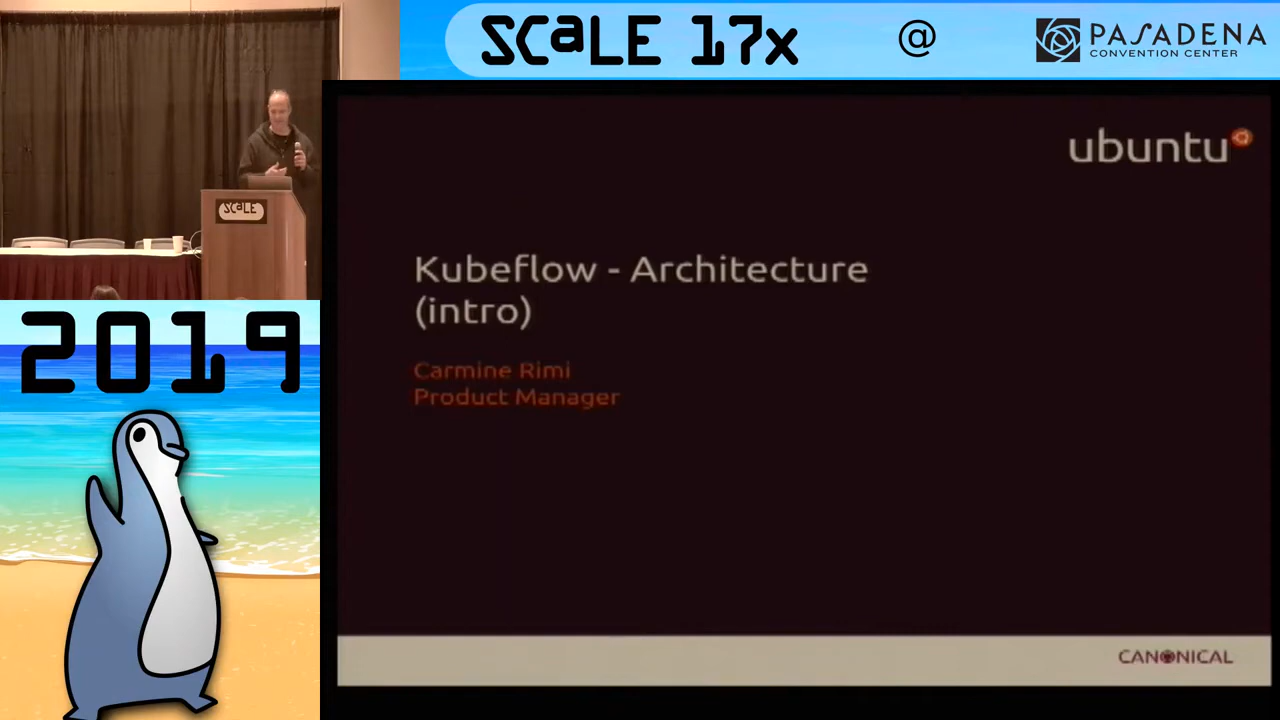 SCaLE 17x
@
PASADENA
CONVENTION CENTER
ubuntu
SCaLE
Kubeflow - Architecture
(intro)
2019
Carmine Rimi
Product Manager
CANONICAL